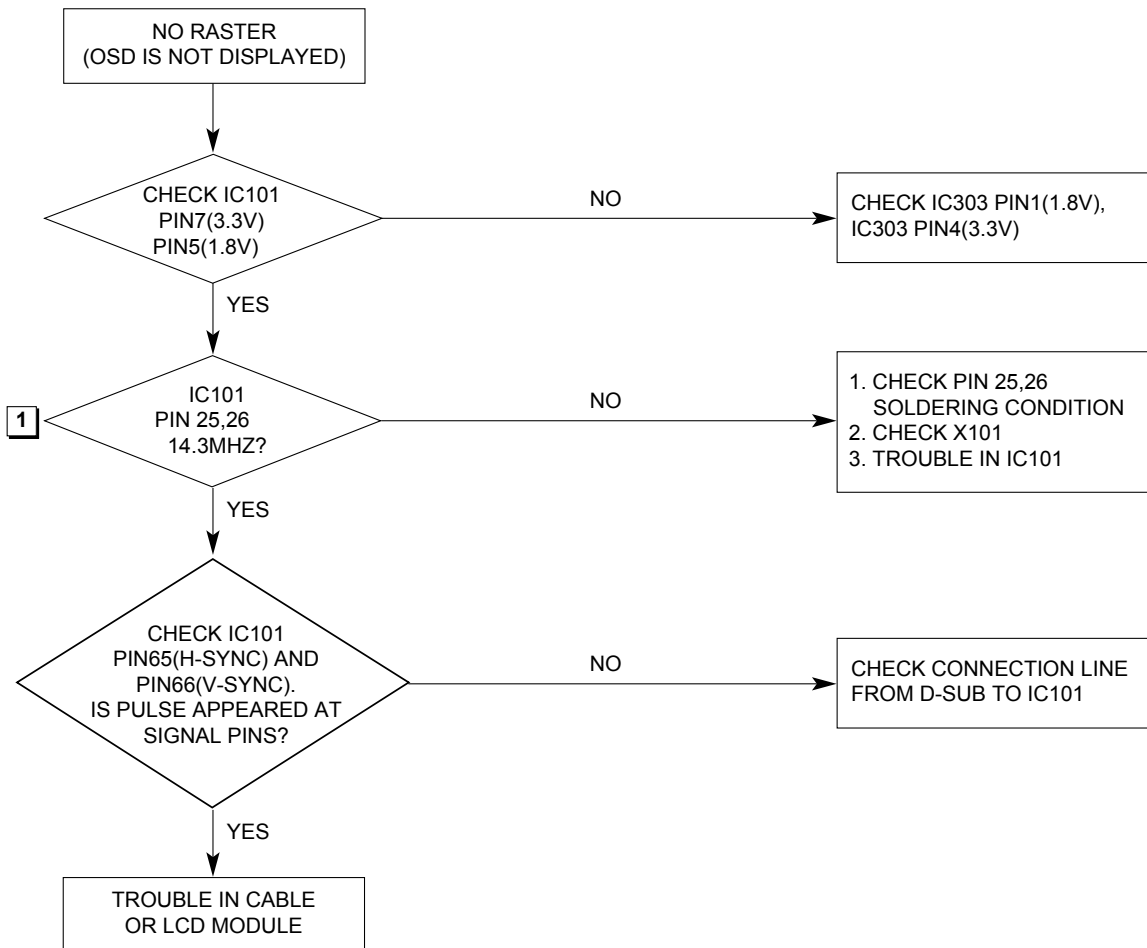 NO RASTER
(OSD IS NOT DISPLAYED)
CHECK IC101
PIN7(3.3V)
PIN5(1.8V)
NO
CHECK IC303 PIN1(1.8V),
IC303 PIN4(3.3V)
YES
1
IC101
PIN 25,26
14.3MHZ?
NO
1. CHECK PIN 25,26
SOLDERING CONDITION
2. CHECK X101
3. TROUBLE IN IC101
YES
CHECK IC101
PIN65(H-SYNC) AND
PIN66(V-SYNC).
IS PULSE APPEARED AT
SIGNAL PINS?
NO
CHECK CONNECTION LINE
FROM D-SUB TO IC101
YES
TROUBLE IN CABLE
OR LCD MODULE